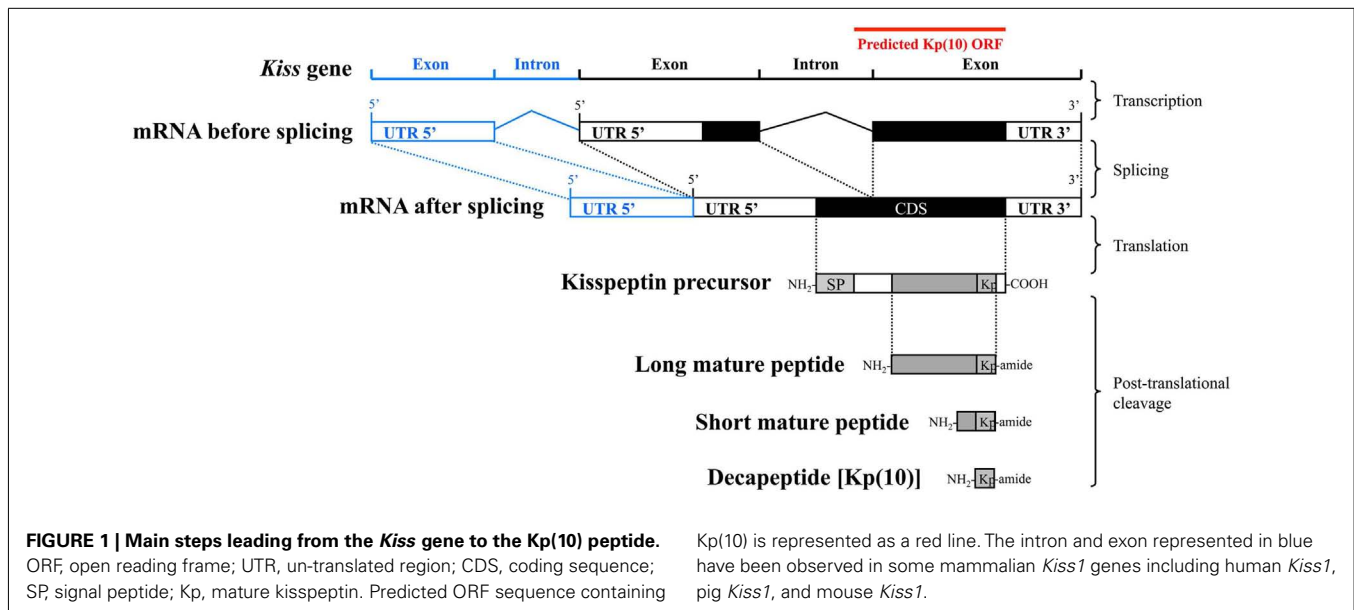 Predicted Kp(10) ORF
Kiss gene
Exon Intron Exon Intron Exon
Transcription
5’ 5’ 3’
mRNA before splicing
UTR 5’ UTR 5’ UTR 3’
Splicing
5’ 5’ 3’
mRNA after splicing
UTR 5’ UTR 5’ CDS UTR 3’
Translation
Kisspeptin precursor
NH₂- SP Kp -COOH
Long mature peptide
NH₂- Kp -amide
Post-translational
cleavage
Short mature peptide
NH₂- Kp -amide
Decapeptide [Kp(10)]
NH₂- Kp -amide
FIGURE 1 | Main steps leading from the Kiss gene to the Kp(10) peptide.
ORF, open reading frame; UTR, un-translated region; CDS, coding sequence;
SP, signal peptide; Kp, mature kisspeptin. Predicted ORF sequence containing
Kp(10) is represented as a red line. The intron and exon represented in blue
have been observed in some mammalian Kiss1 genes including human Kiss1,
pig Kiss1, and mouse Kiss1.